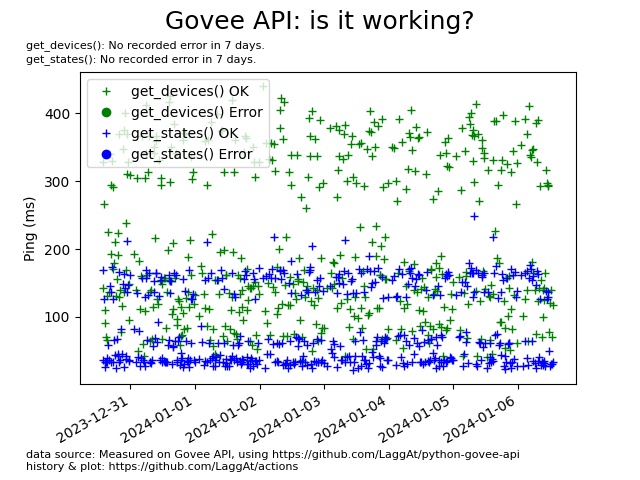 Govee API: is it working?
get_devices(): No recorded error in 7 days.
get_states(): No recorded error in 7 days.
get_devices() OK
get_devices() Error
get_states() OK
get_states() Error
Ping (ms)
400
300
200
100
2023-12-31
2024-01-01
2024-01-02
2024-01-03
2024-01-04
2024-01-05
2024-01-06
data source: Measured on Govee API, using https://github.com/LaggAt/python-govee-api
history & plot: https://github.com/LaggAt/actions